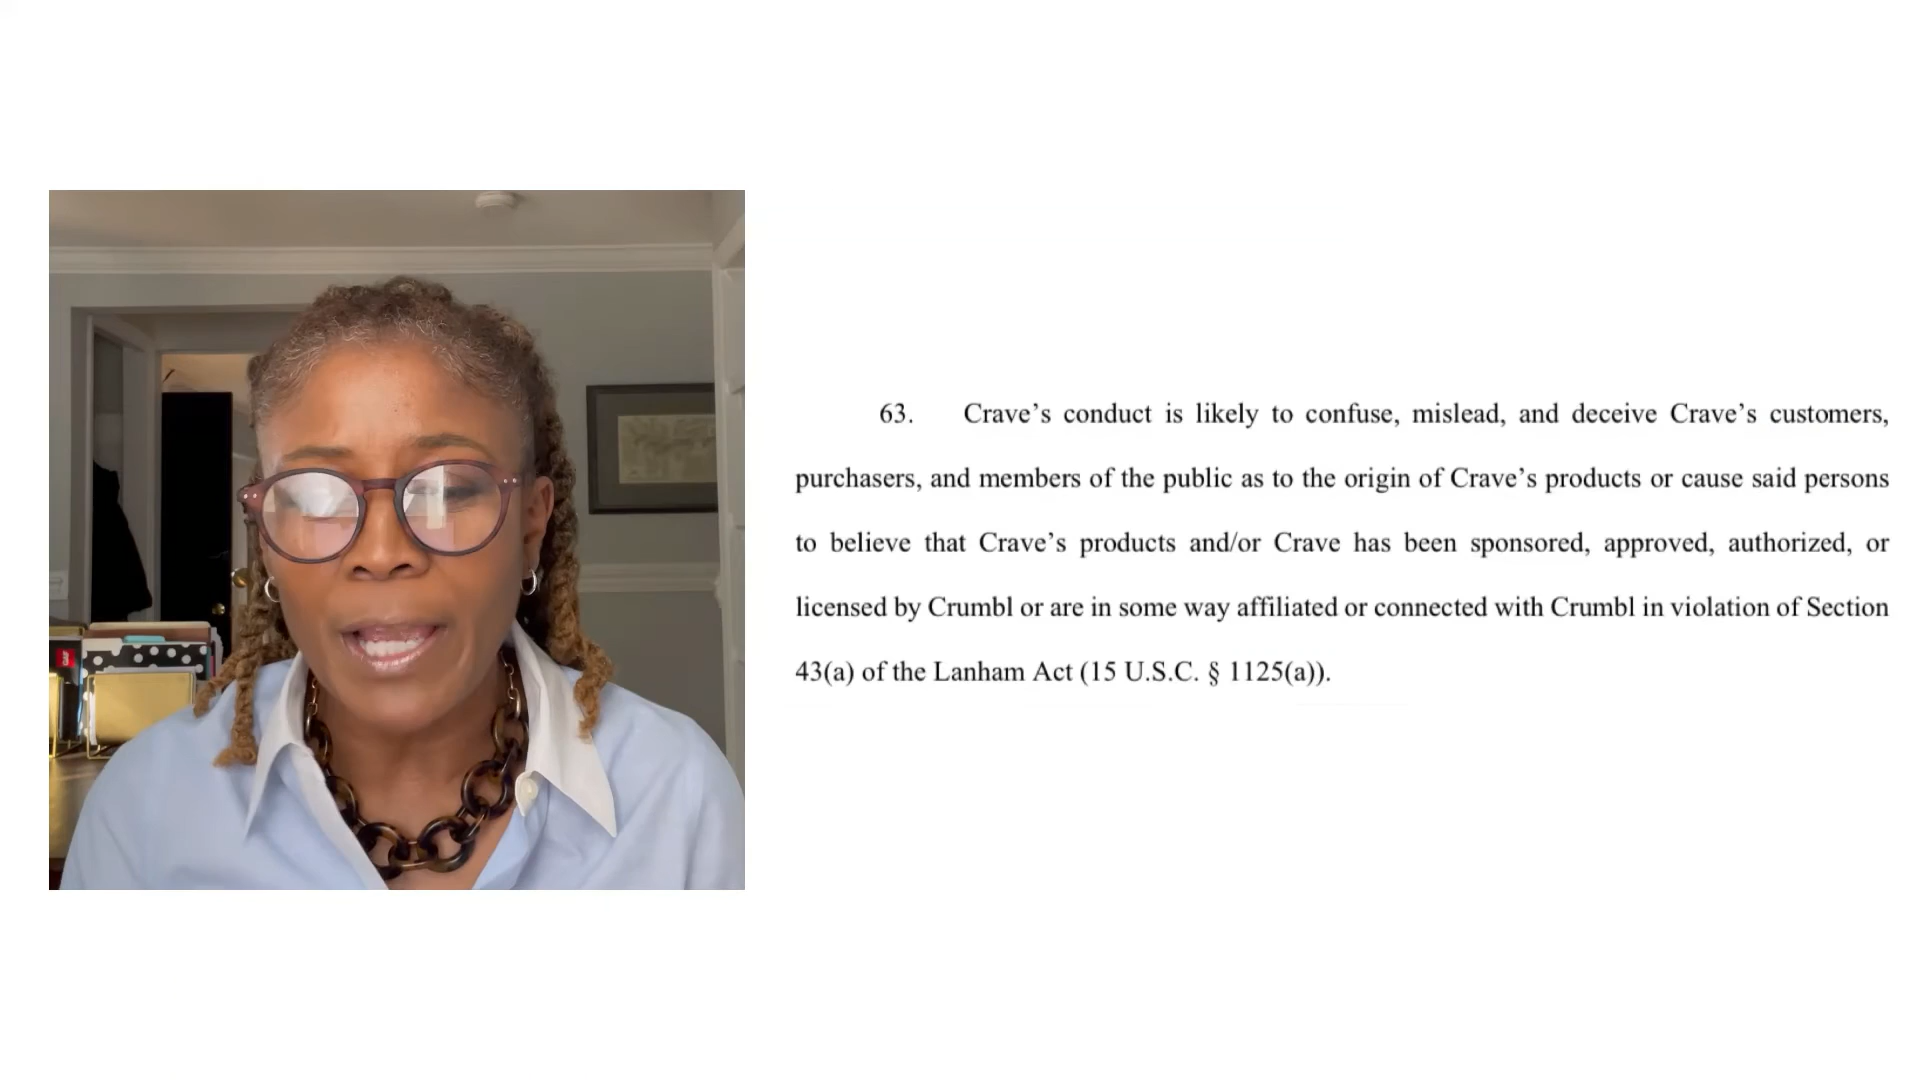 63. Crave’s conduct is likely to confuse, mislead, and deceive Crave’s customers,
purchasers, and members of the public as to the origin of Crave’s products or cause said persons
to believe that Crave’s products and/or Crave has been sponsored, approved, authorized, or
licensed by Crumbl or are in some way affiliated or connected with Crumbl in violation of Section
43(a) of the Lanham Act (15 U.S.C. § 1125(a)).